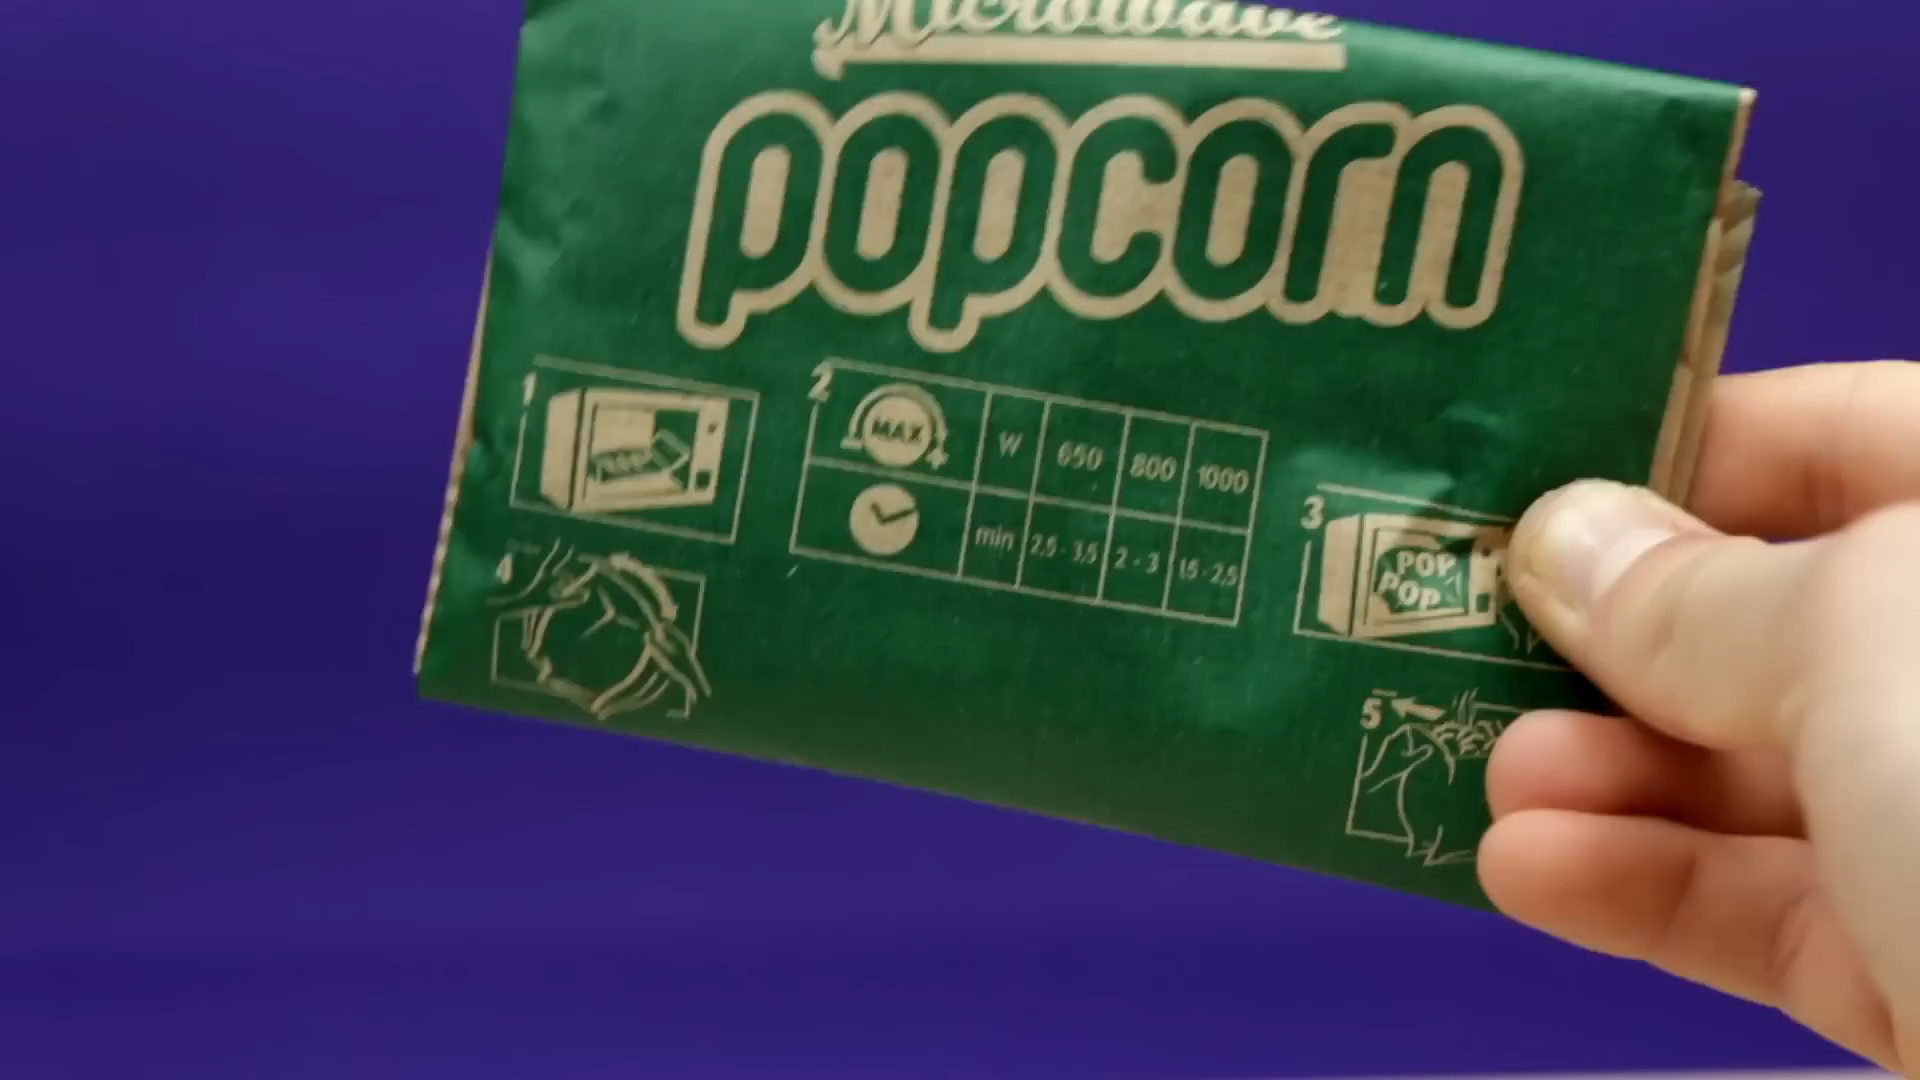 Microwave
popcorn
1
2
MAX W 650 800 1000
min 2,5 - 3,5 2 - 3 1,5 - 2,5
3
POP
POP
4
5